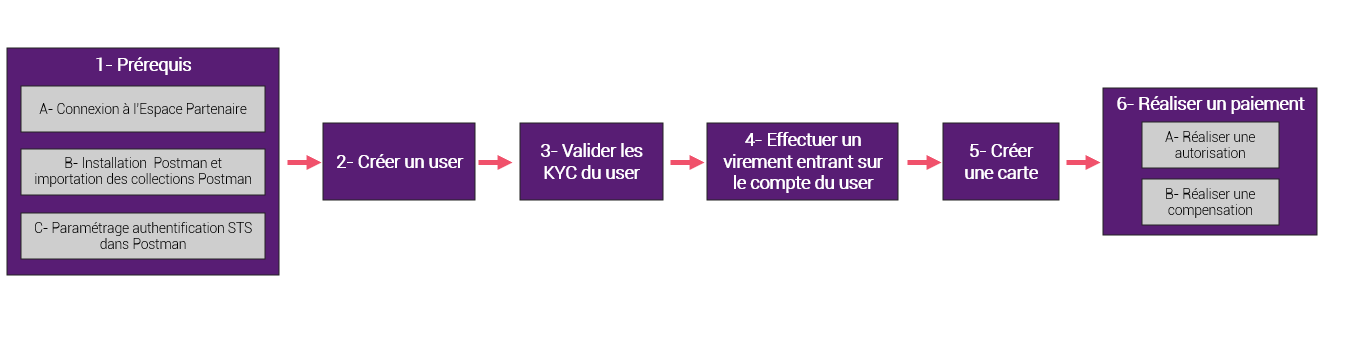 1- Prérequis
A- Connexion à l'Espace Partenaire
B- Installation  Postman et
importation des collections Postman
C- Paramétrage authentification STS
dans Postman
2- Créer un user
3- Valider les
KYC du user
4- Effectuer un
virement entrant sur
le compte du user
5- Créer
une carte
6- Réaliser un paiement
A- Réaliser une
autorisation
B- Réaliser une
compensation